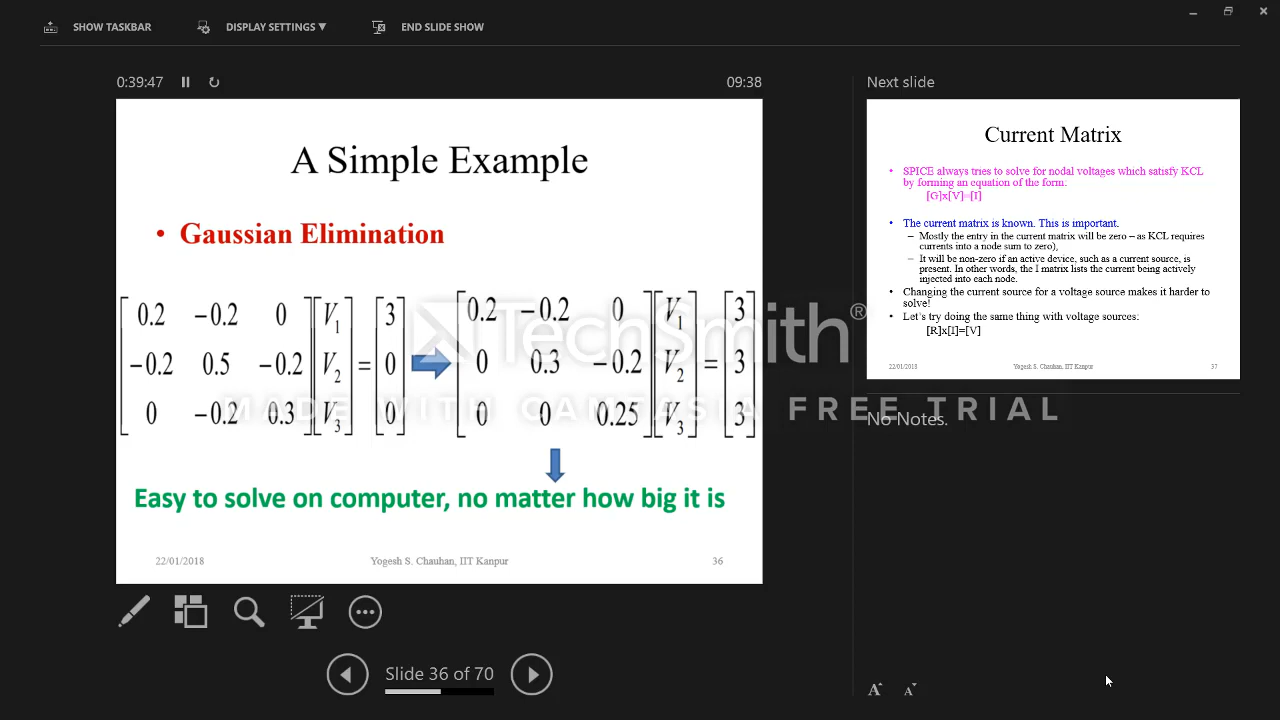 SHOW TASKBAR
DISPLAY SETTINGS ▼
END SLIDE SHOW
0:39:47
09:38
A Simple Example
• Gaussian Elimination
0.2 −0.2 0 V1 3 0.2 −0.2 0 V1 3
−0.2 0.5 −0.2 V2 = 0 0 0.3 −0.2 V2 = 3
0 −0.2 0.3 V3 0 0 0 0.25 V3 3
Easy to solve on computer, no matter how big it is
22/01/2018 Yogesh S. Chauhan, IIT Kanpur 36
TechSmith®
MADE WITH CAMTASIA FREE TRIAL
Slide 36 of 70
Next slide
Current Matrix
• SPICE always tries to solve for nodal voltages which satisfy KCL
by forming an equation of the form.
[G]x[V]=[I]
• The current matrix is known. This is important.
– Mostly the entry in the current matrix will be zero – as KCL requires
currents into a node sum to zero),
– It will be non-zero if an active device, such as a current source, is
present. In other words, the I matrix lists the current being actively
injected into each node.
• Changing the current source for a voltage source makes it harder to
solve!
• Let's try doing the same thing with voltage sources:
[R]x[I]=[V]
22/01/2018 Yogesh S. Chauhan, IIT Kanpur 37
No Notes.
A A